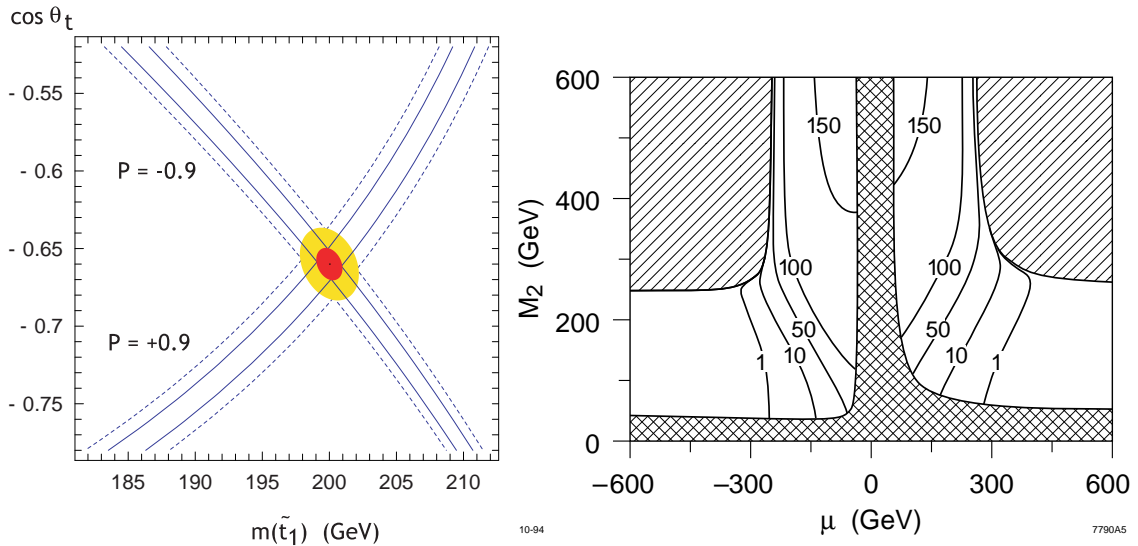 cos θt
- 0.55
- 0.6
- 0.65
- 0.7
- 0.75
P = -0.9
P = +0.9
185 190 195 200 205 210
m(t̃1) (GeV)
10-94
600
400
200
0
M2 (GeV)
150 150
100 100
50 50
10 10
1 1
−600 −300 0 300 600
μ (GeV)
7790A5